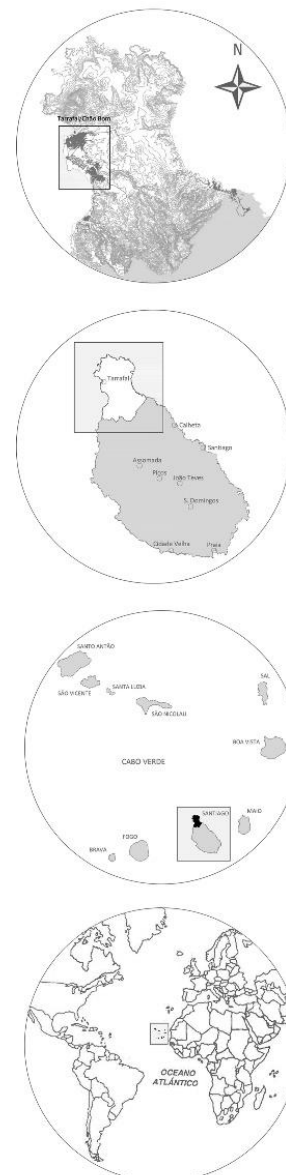 N
Tarrafal, Chão Bom
Tarrafal
Calheta
Santiago
Assomada
Picos
João Teves
S. Domingos
Cidade Velha
Praia
SANTO ANTÃO
SÃO VICENTE
SANTA LUZIA
SÃO NICOLAU
SAL
BOA VISTA
CABO VERDE
SANTIAGO
MAIO
FOGO
BRAVA
OCEANO
ATLÂNTICO